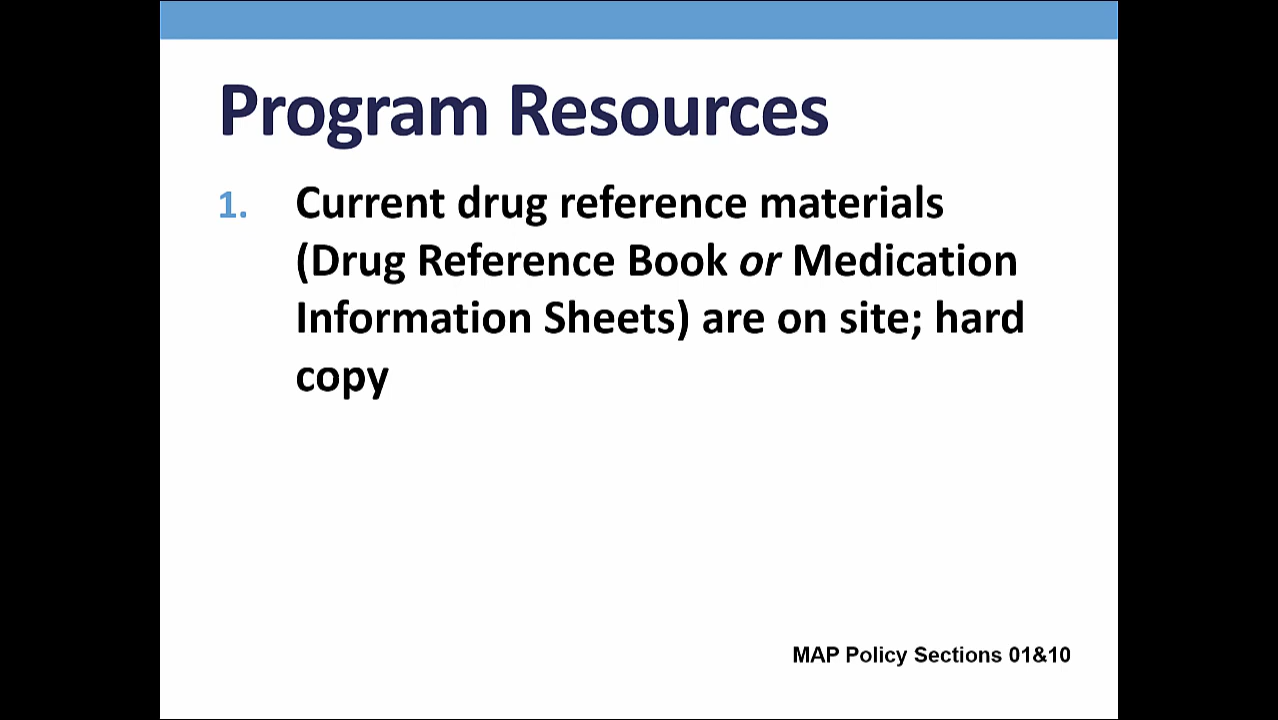 Program Resources
1. Current drug reference materials
(Drug Reference Book or Medication
Information Sheets) are on site; hard
copy
MAP Policy Sections 01&10